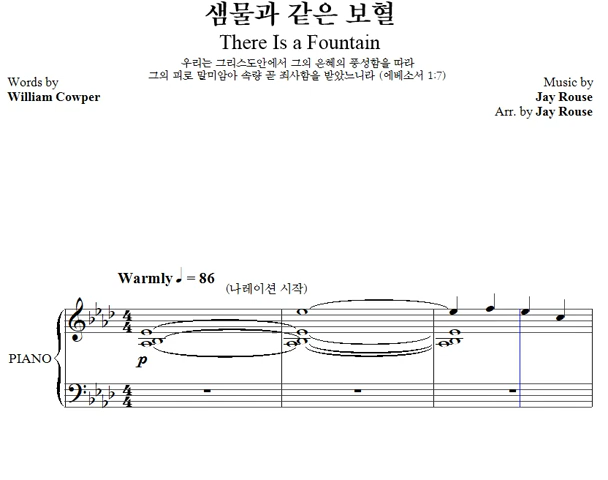 샘물과 같은 보혈
There Is a Fountain
우리는 그리스도안에서 그의 은혜의 풍성함을 따라
그의 피로 말미암아 속량 곧 죄사함을 받았느니라 (에베소서 1:7)
Words by
William Cowper
Music by
Jay Rouse
Arr. by Jay Rouse
Warmly ♩ = 86
(나레이션 시작)
4
4
PIANO
p
4
4